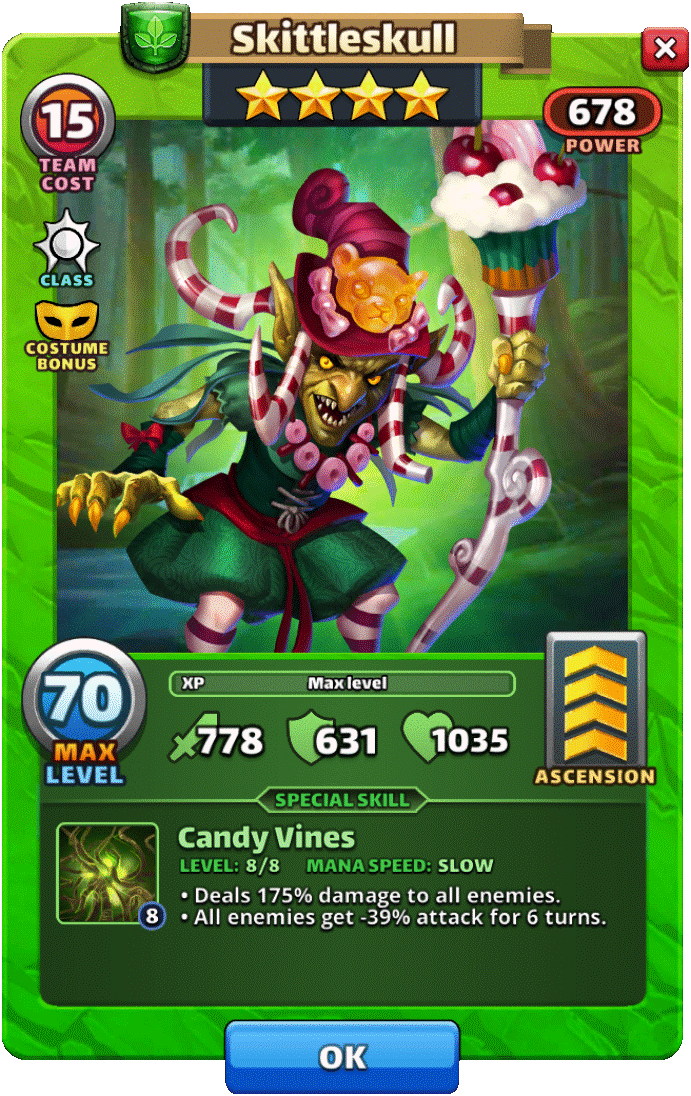 Skittleskull
15
TEAM
COST
678
POWER
CLASS
COSTUME
BONUS
70
MAX
LEVEL
XP Max level
778 631 1035
ASCENSION
SPECIAL SKILL
Candy Vines
LEVEL: 8/8 MANA SPEED: SLOW
8
• Deals 175% damage to all enemies.
• All enemies get -39% attack for 6 turns.
OK